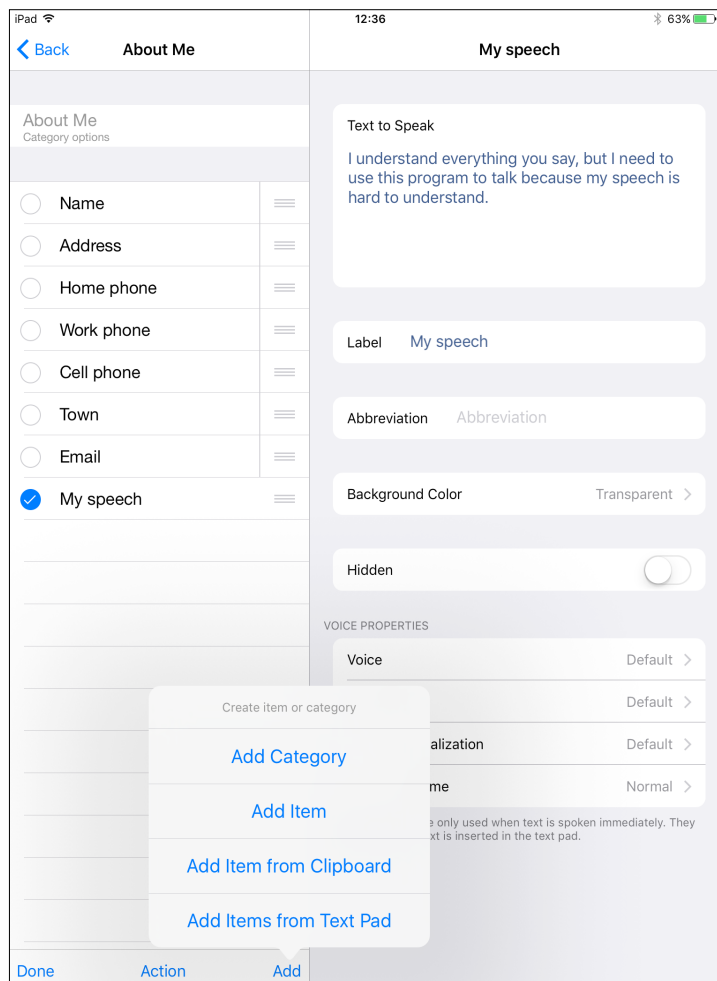 iPad
12:36
63%
Back
About Me
My speech
About Me
Category options
Name
Address
Home phone
Work phone
Cell phone
Town
Email
My speech
Text to Speak
I understand everything you say, but I need to
use this program to talk because my speech is
hard to understand.
Label My speech
Abbreviation Abbreviation
Background Color Transparent
Hidden
VOICE PROPERTIES
Voice Default
Default
alization Default
me Normal
e only used when text is spoken immediately. They
xt is inserted in the text pad.
Create item or category
Add Category
Add Item
Add Item from Clipboard
Add Items from Text Pad
Done
Action
Add